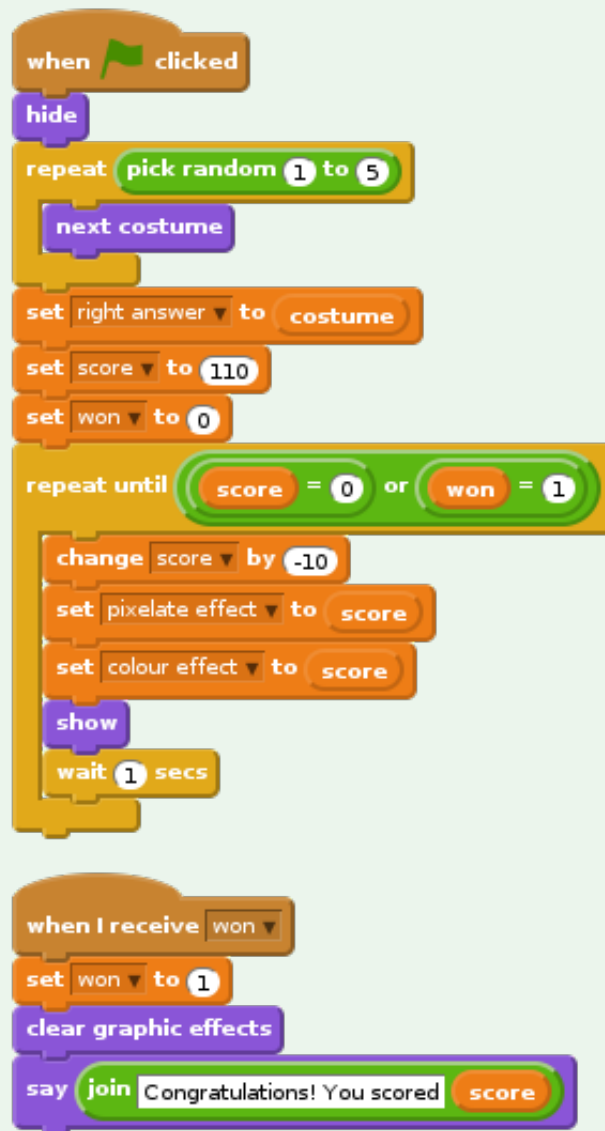 when clicked
hide
repeat pick random 1 to 5
next costume
set right answer to costume
set score to 110
set won to 0
repeat until score = 0 or won = 1
change score by -10
set pixelate effect to score
set colour effect to score
show
wait 1 secs
when I receive won
set won to 1
clear graphic effects
say join Congratulations! You scored score